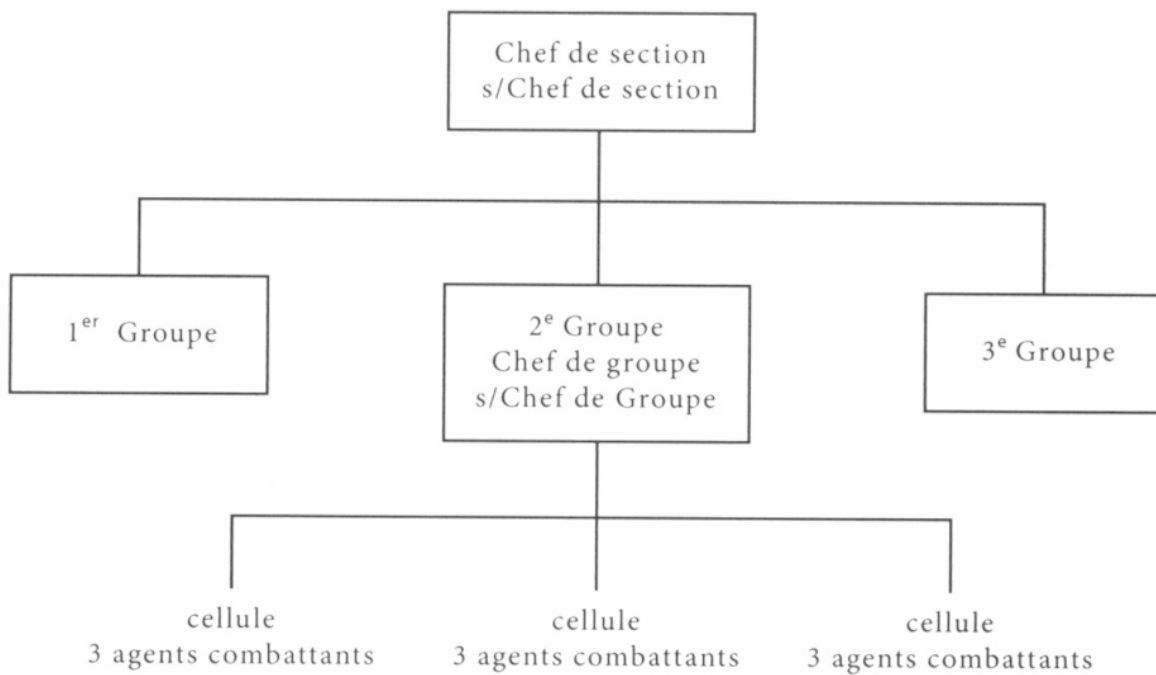 Chef de section
s/Chef de section
1er Groupe
2e Groupe
Chef de groupe
s/Chef de Groupe
3e Groupe
cellule
3 agents combattants
cellule
3 agents combattants
cellule
3 agents combattants